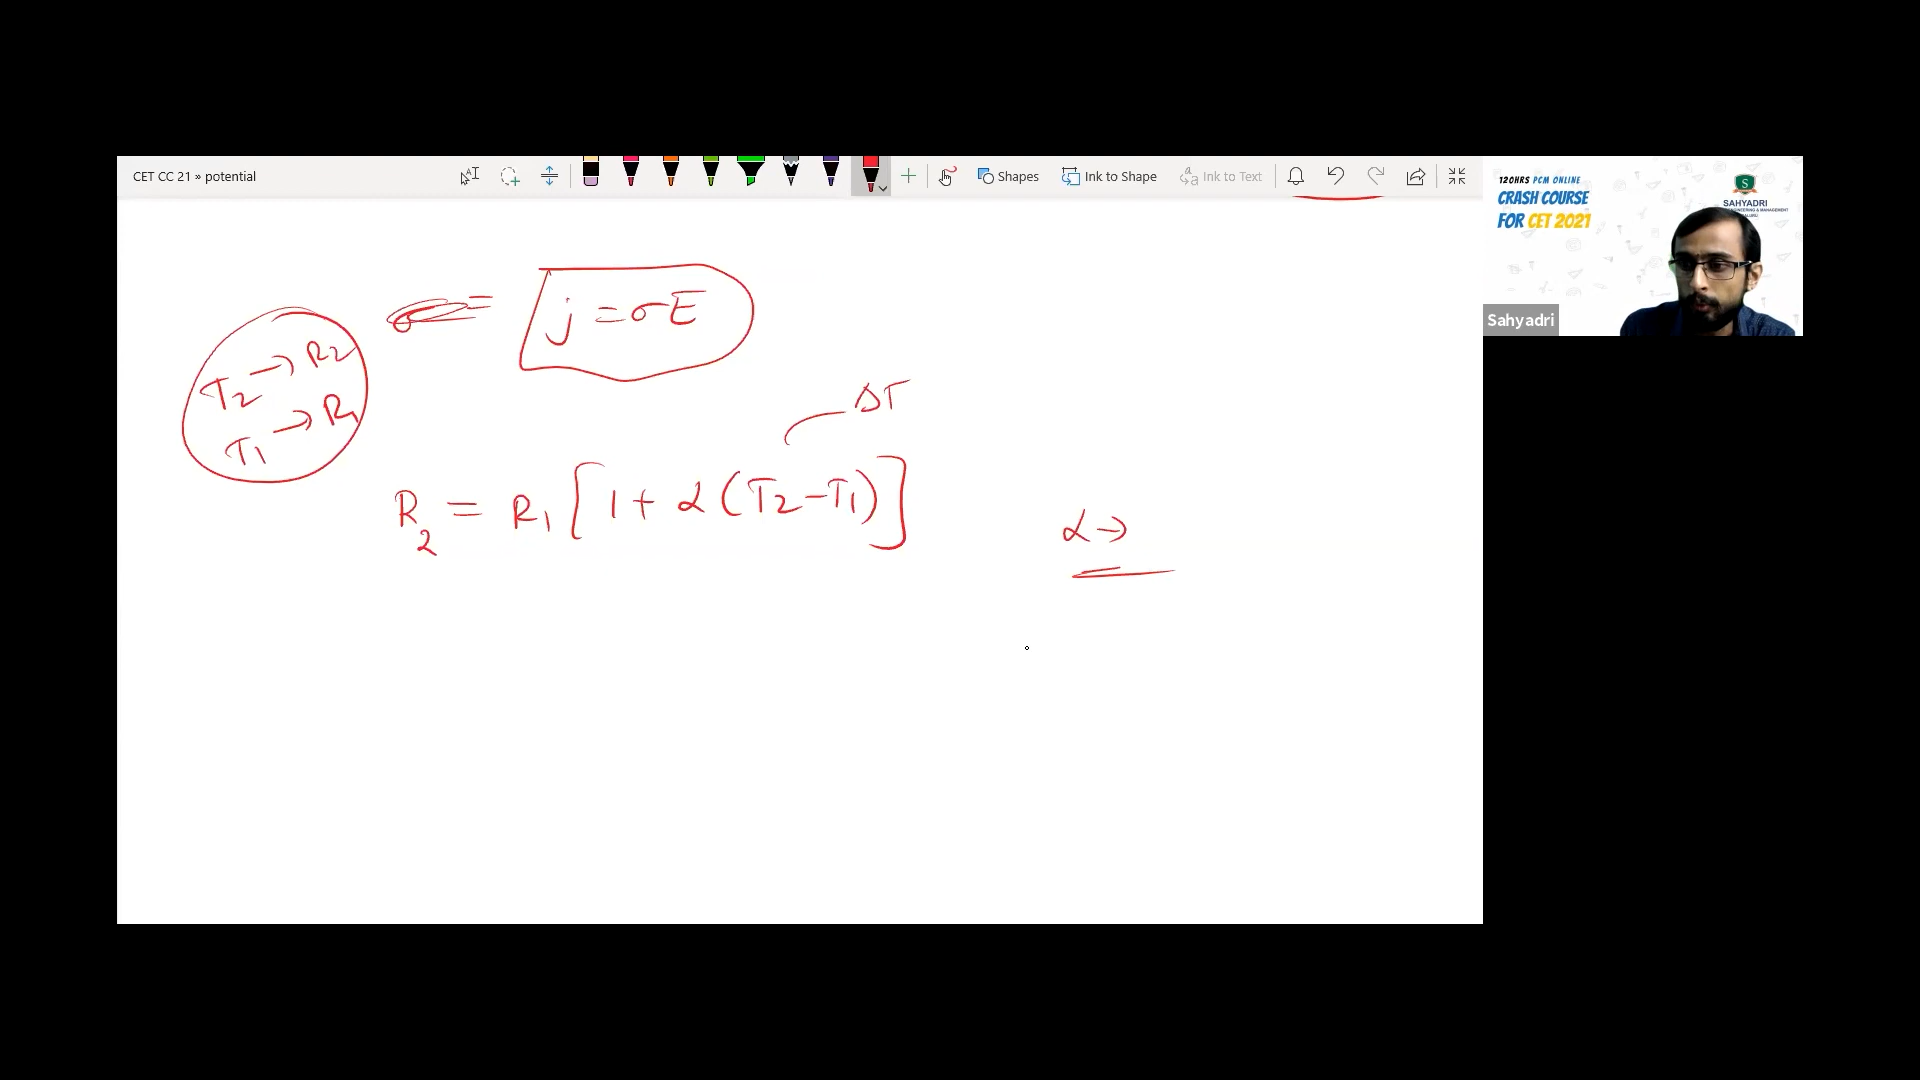 CET CC 21 » potential
Shapes
Ink to Shape
Ink to Text
120HRS PCM ONLINE
CRASH COURSE
FOR CET 2021
S
SAHYADRI
Sahyadri
j = σE
T2 → R2
T1 → R1
ΔT
R2 = R1 [1 + α (T2 - T1)]
α →